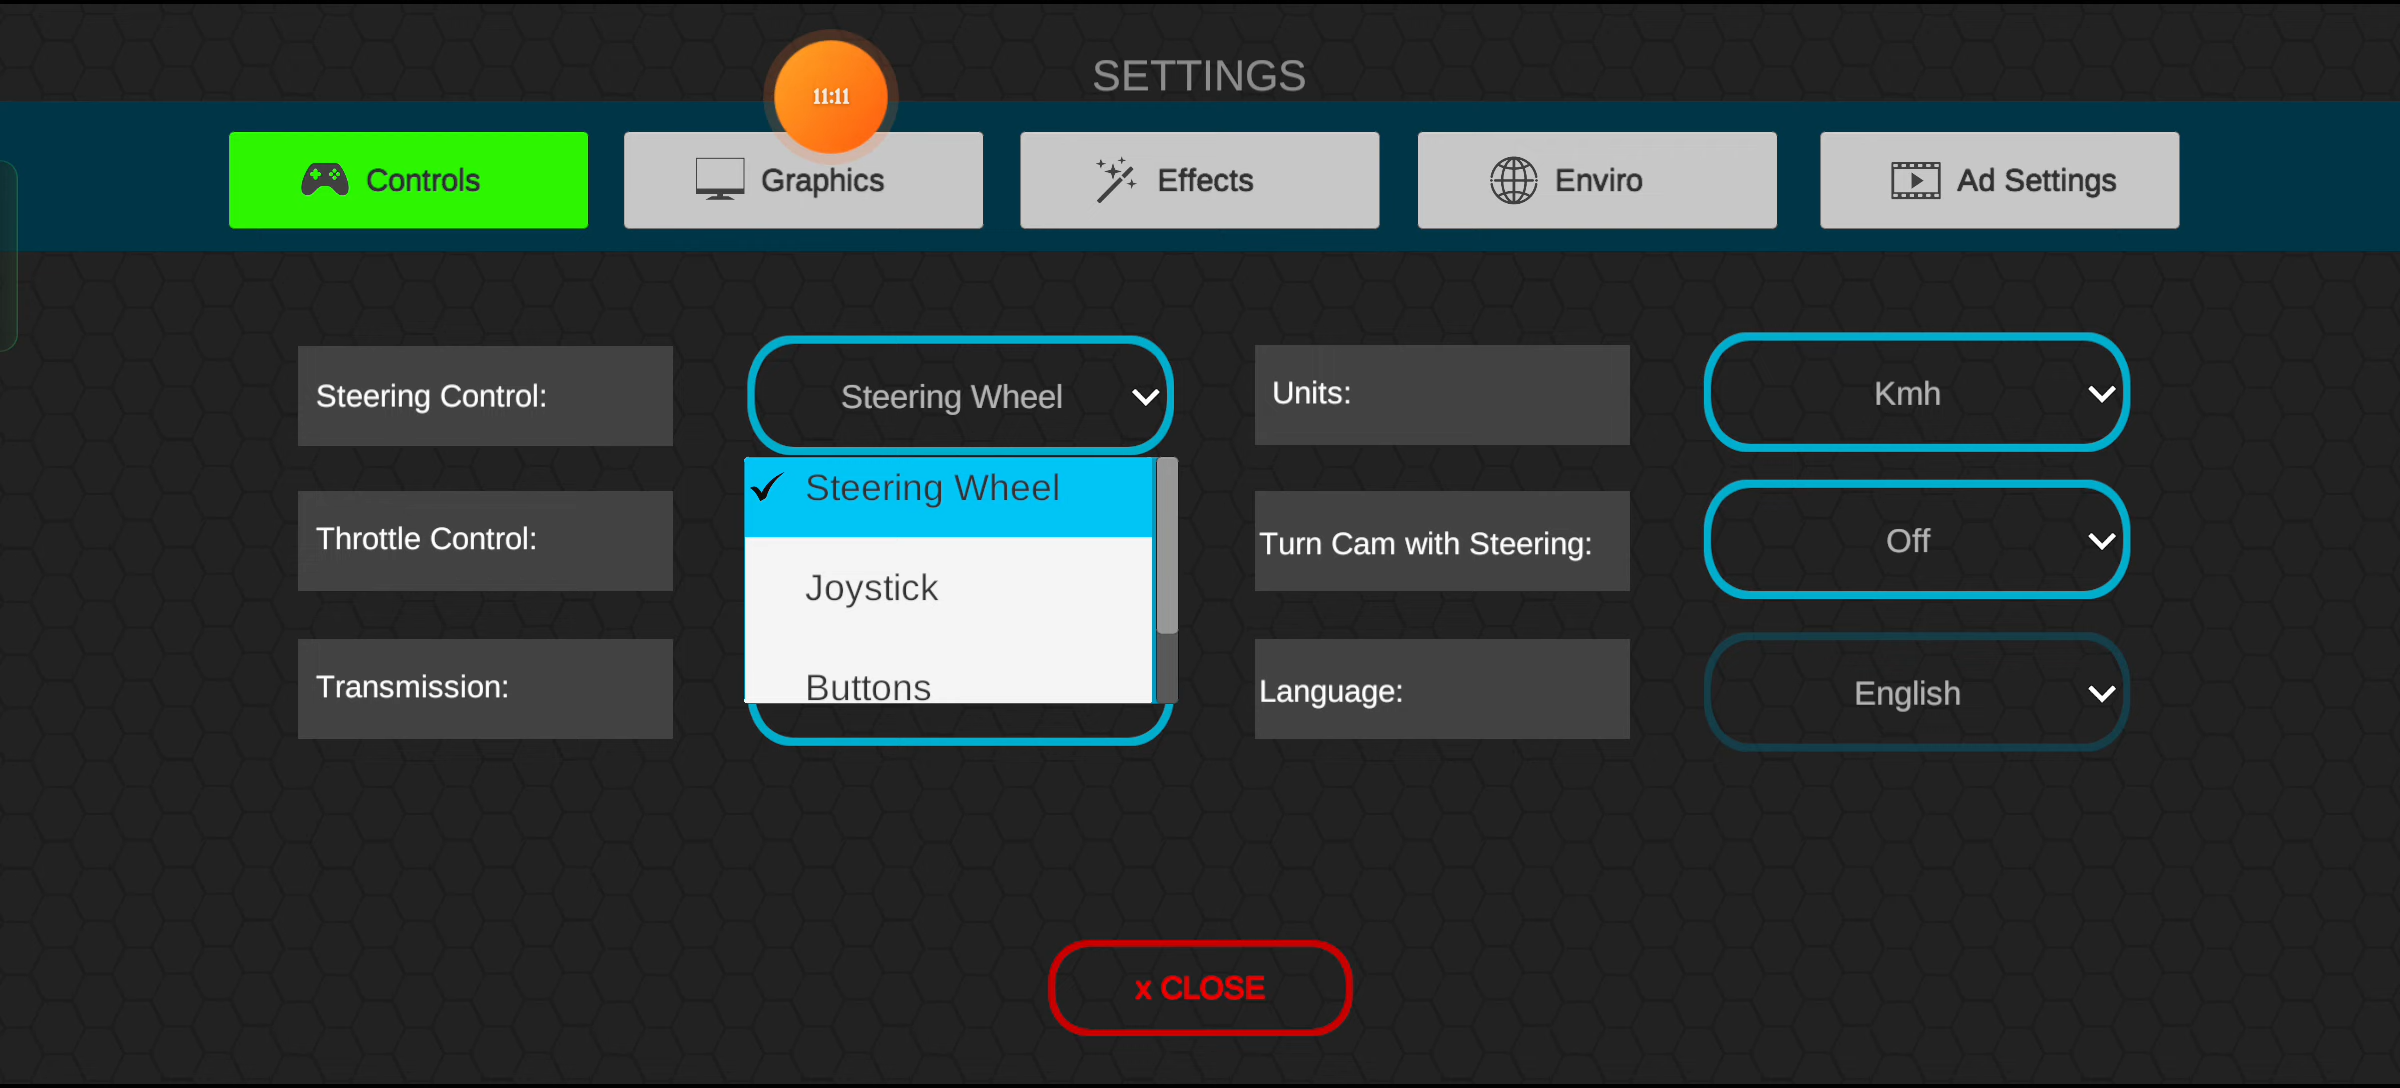 SETTINGS
11:11
Controls
Graphics
Effects
Enviro
Ad Settings
Steering Control:
Steering Wheel
Units:
Kmh
Steering Wheel
Throttle Control:
Turn Cam with Steering:
Off
Joystick
Transmission:
Buttons
Language:
English
x CLOSE